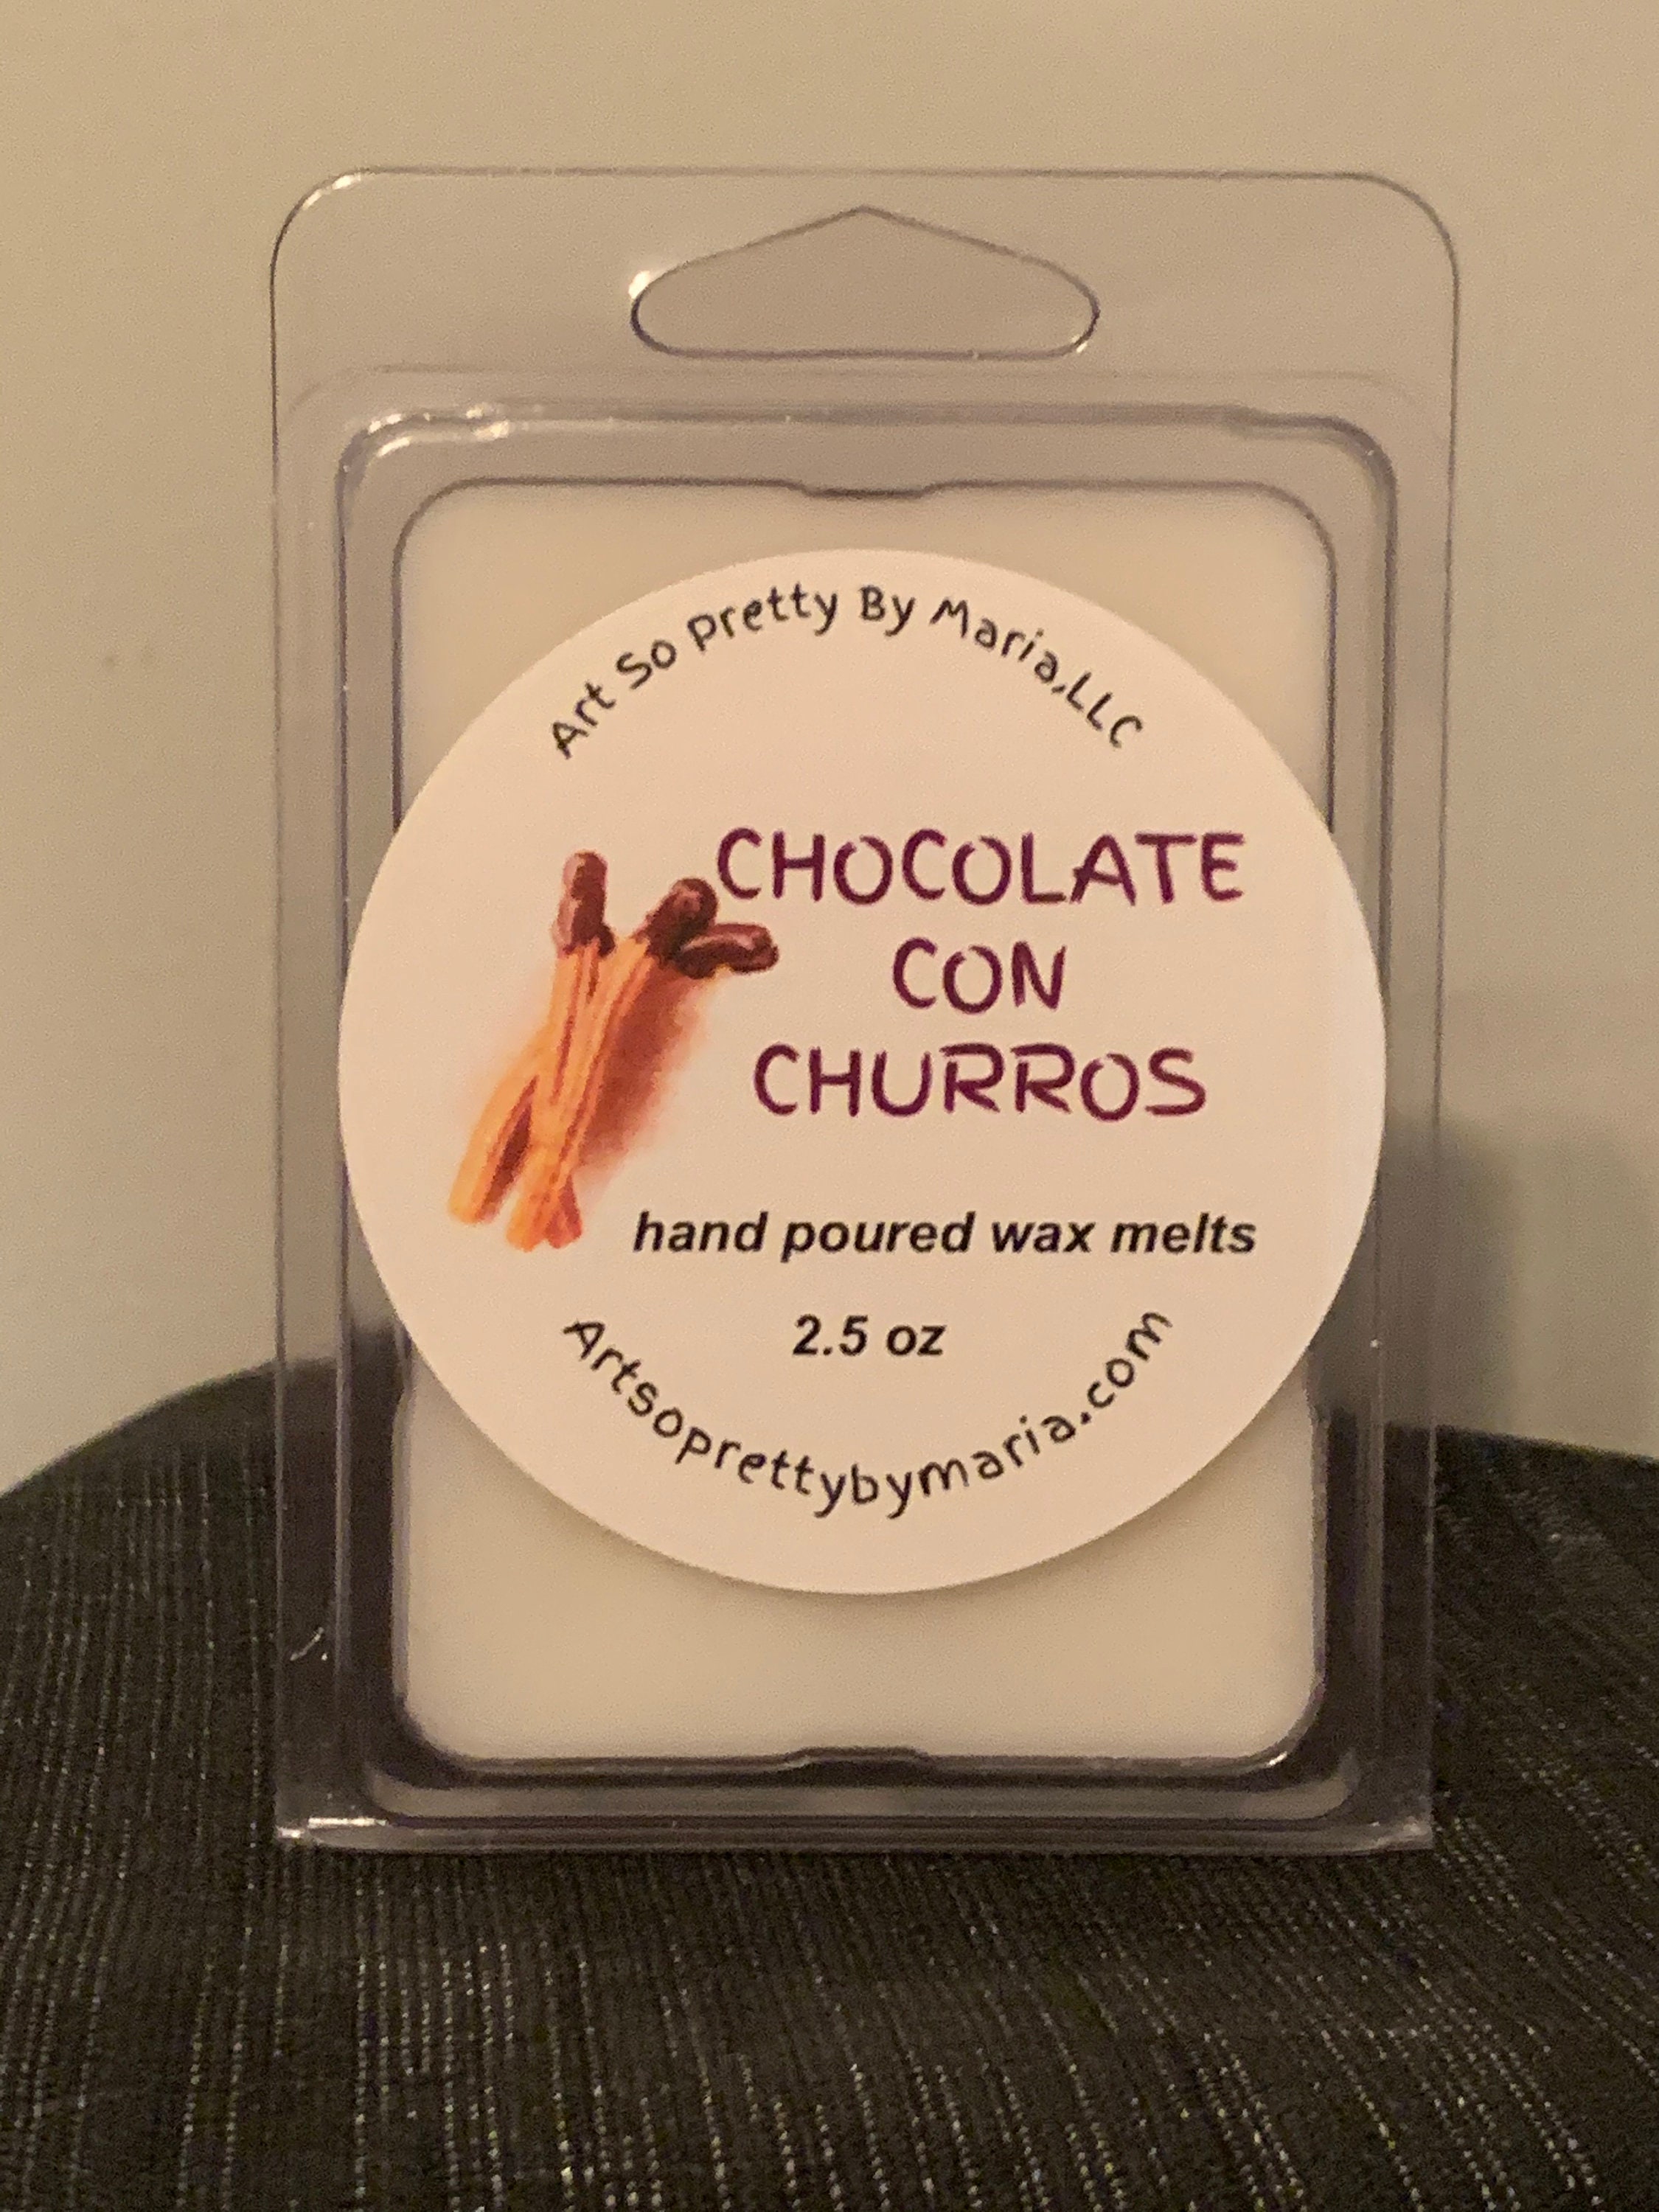 Art So Pretty By Maria,LLC
CHOCOLATE
CON
CHURROS
hand poured wax melts
2.5 oz
Artsoprettybymaria.com